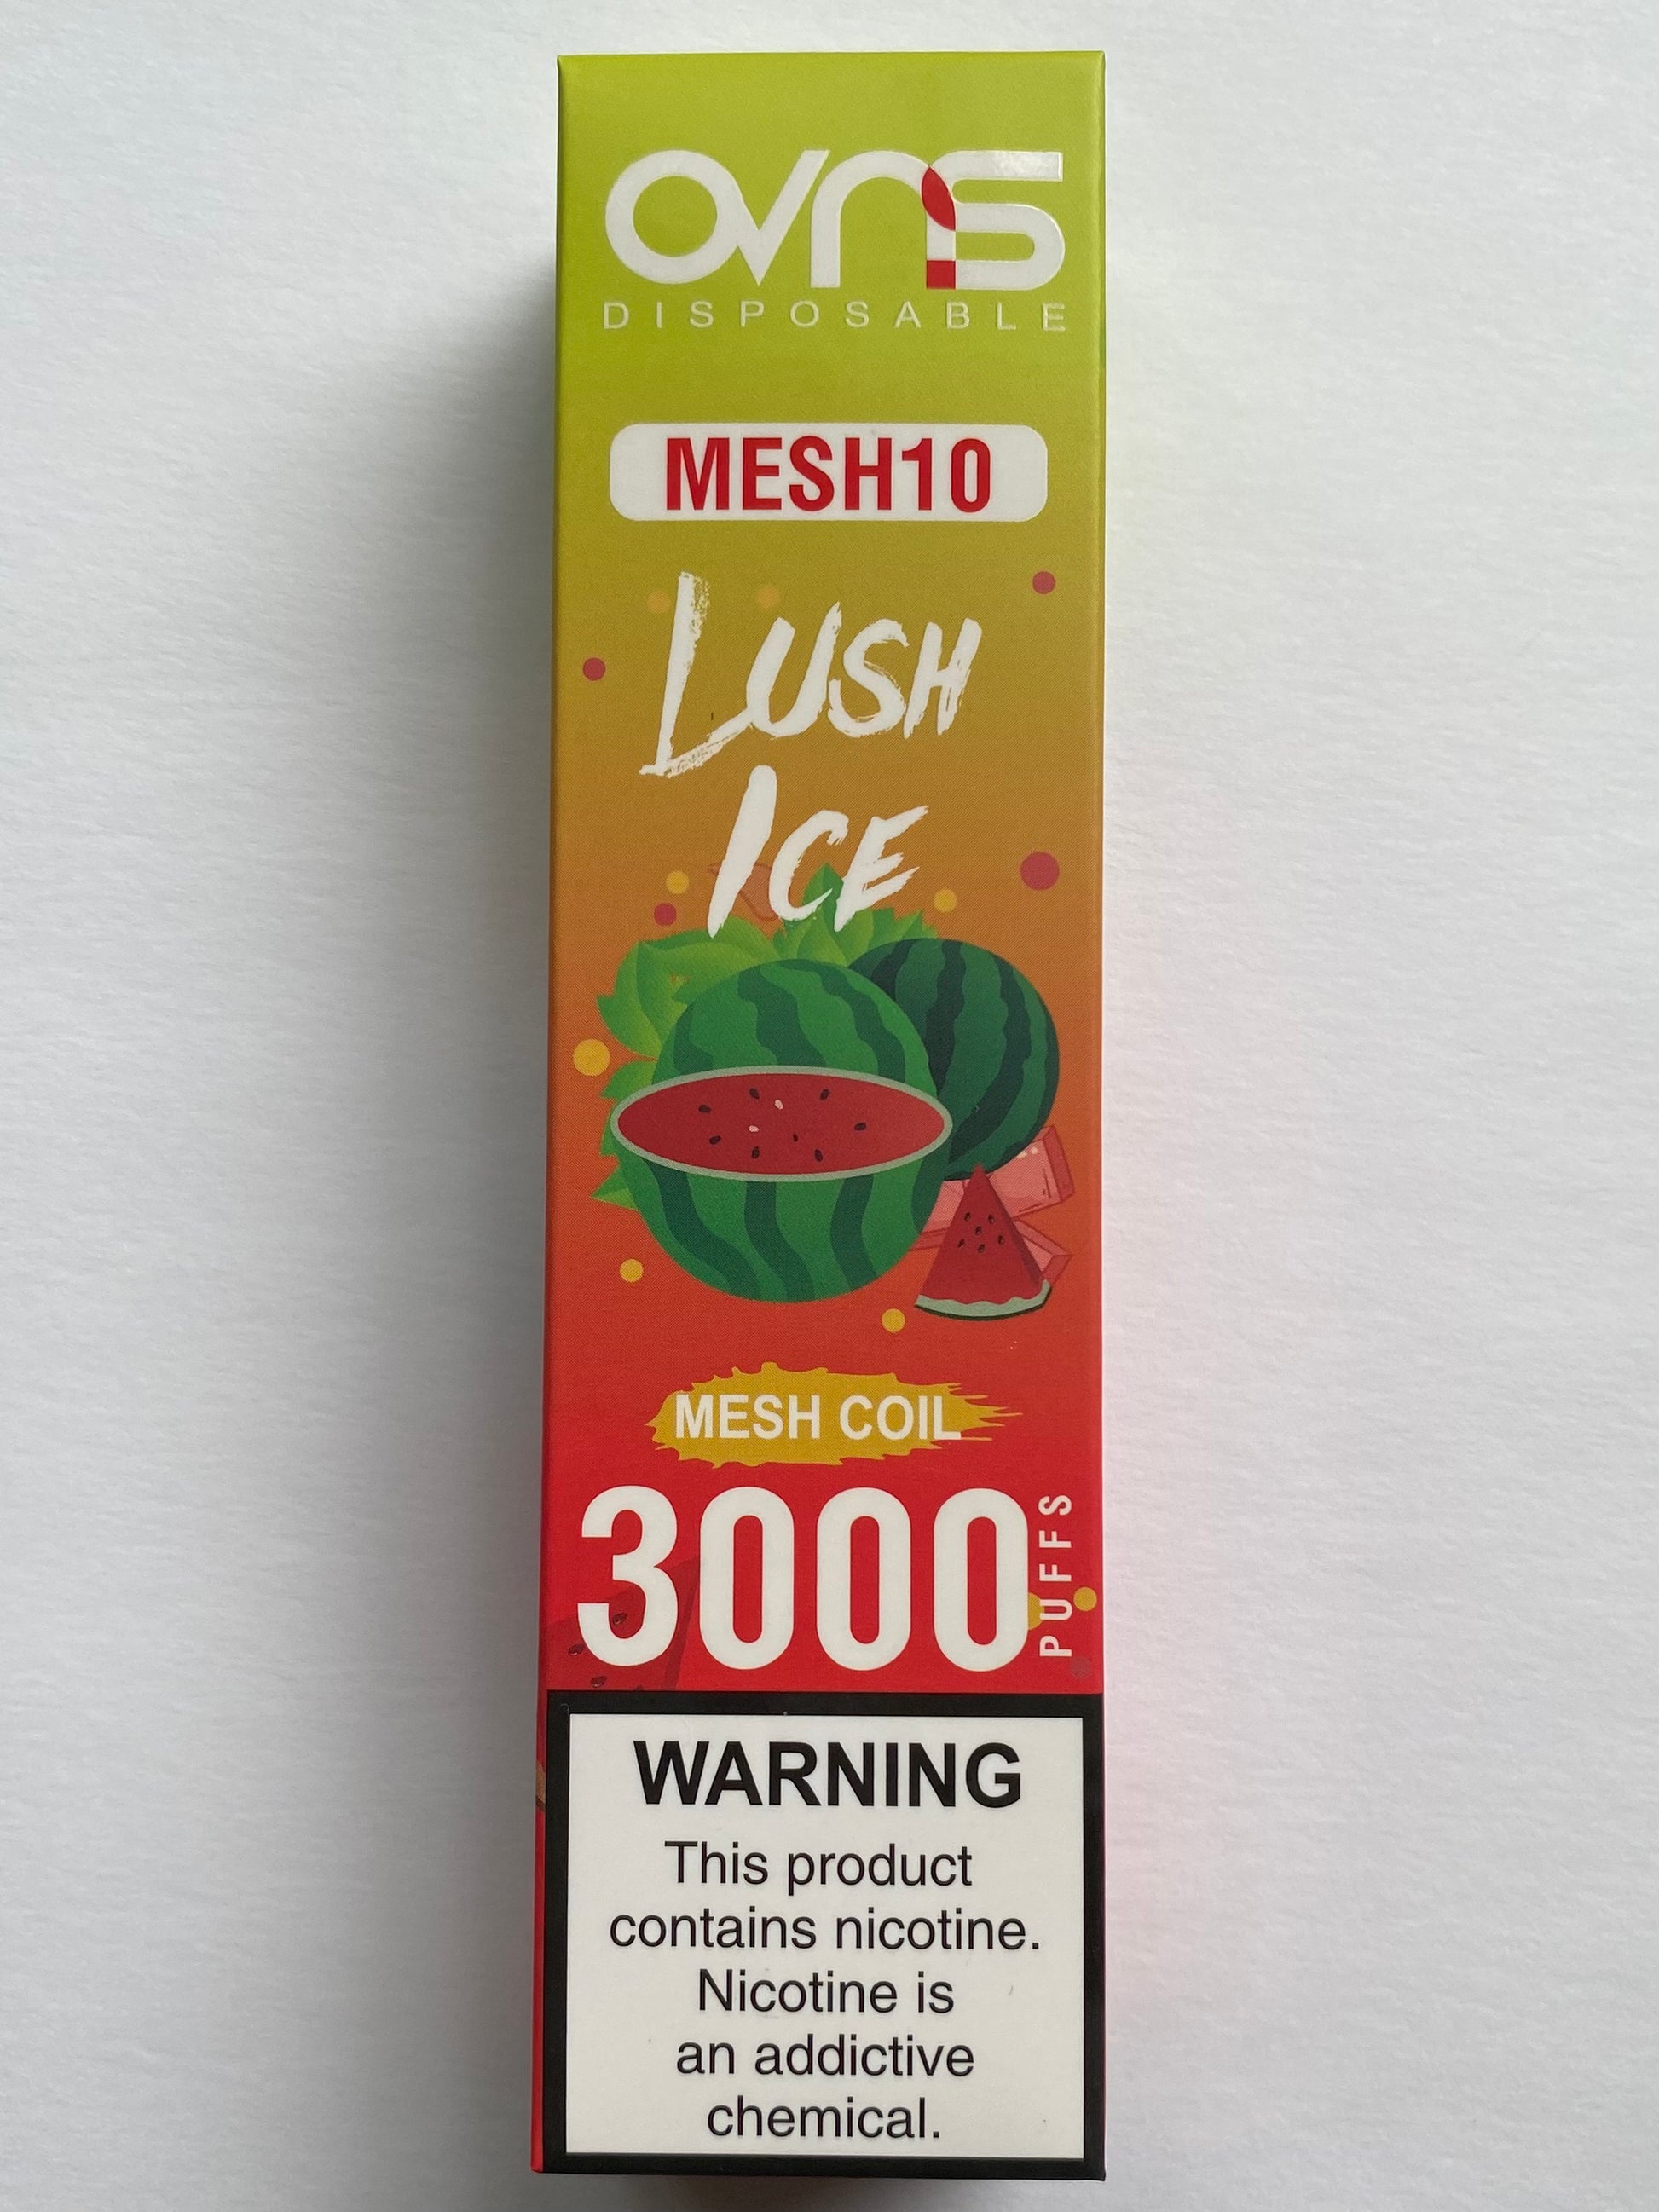 OVNS
DISPOSABLE
MESH10
LUSH
ICE
MESH COIL
3000
PUFFS
WARNING
This product
contains nicotine.
Nicotine is
an addictive
chemical.